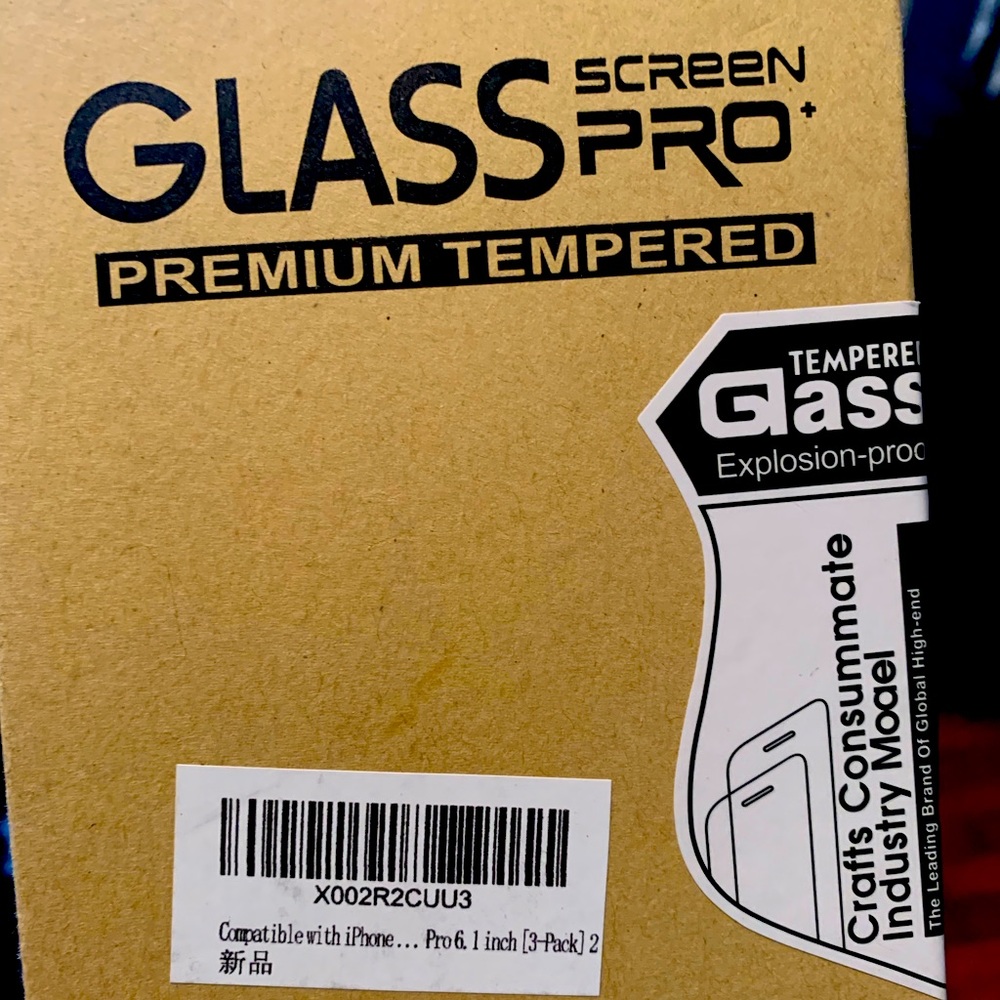 GLASS SCREEN
PRO+
PREMIUM TEMPERED
TEMPERE
Glass
Explosion-proo
Crafts Consummate
Industry Moael
The Leading Brand Of Global High-end
X002R2CUU3
Compatible with iPhone... Pro 6.1 inch [3-Pack] 2
新品